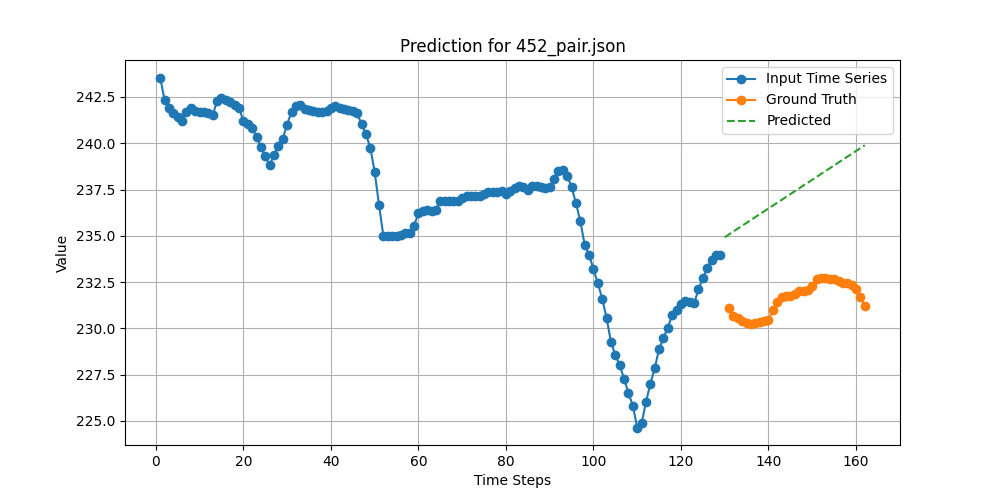 Prediction for 452_pair.json
Input Time Series
Ground Truth
Predicted
Value
242.5
240.0
237.5
235.0
232.5
230.0
227.5
225.0
0 20 40 60 80 100 120 140 160
Time Steps